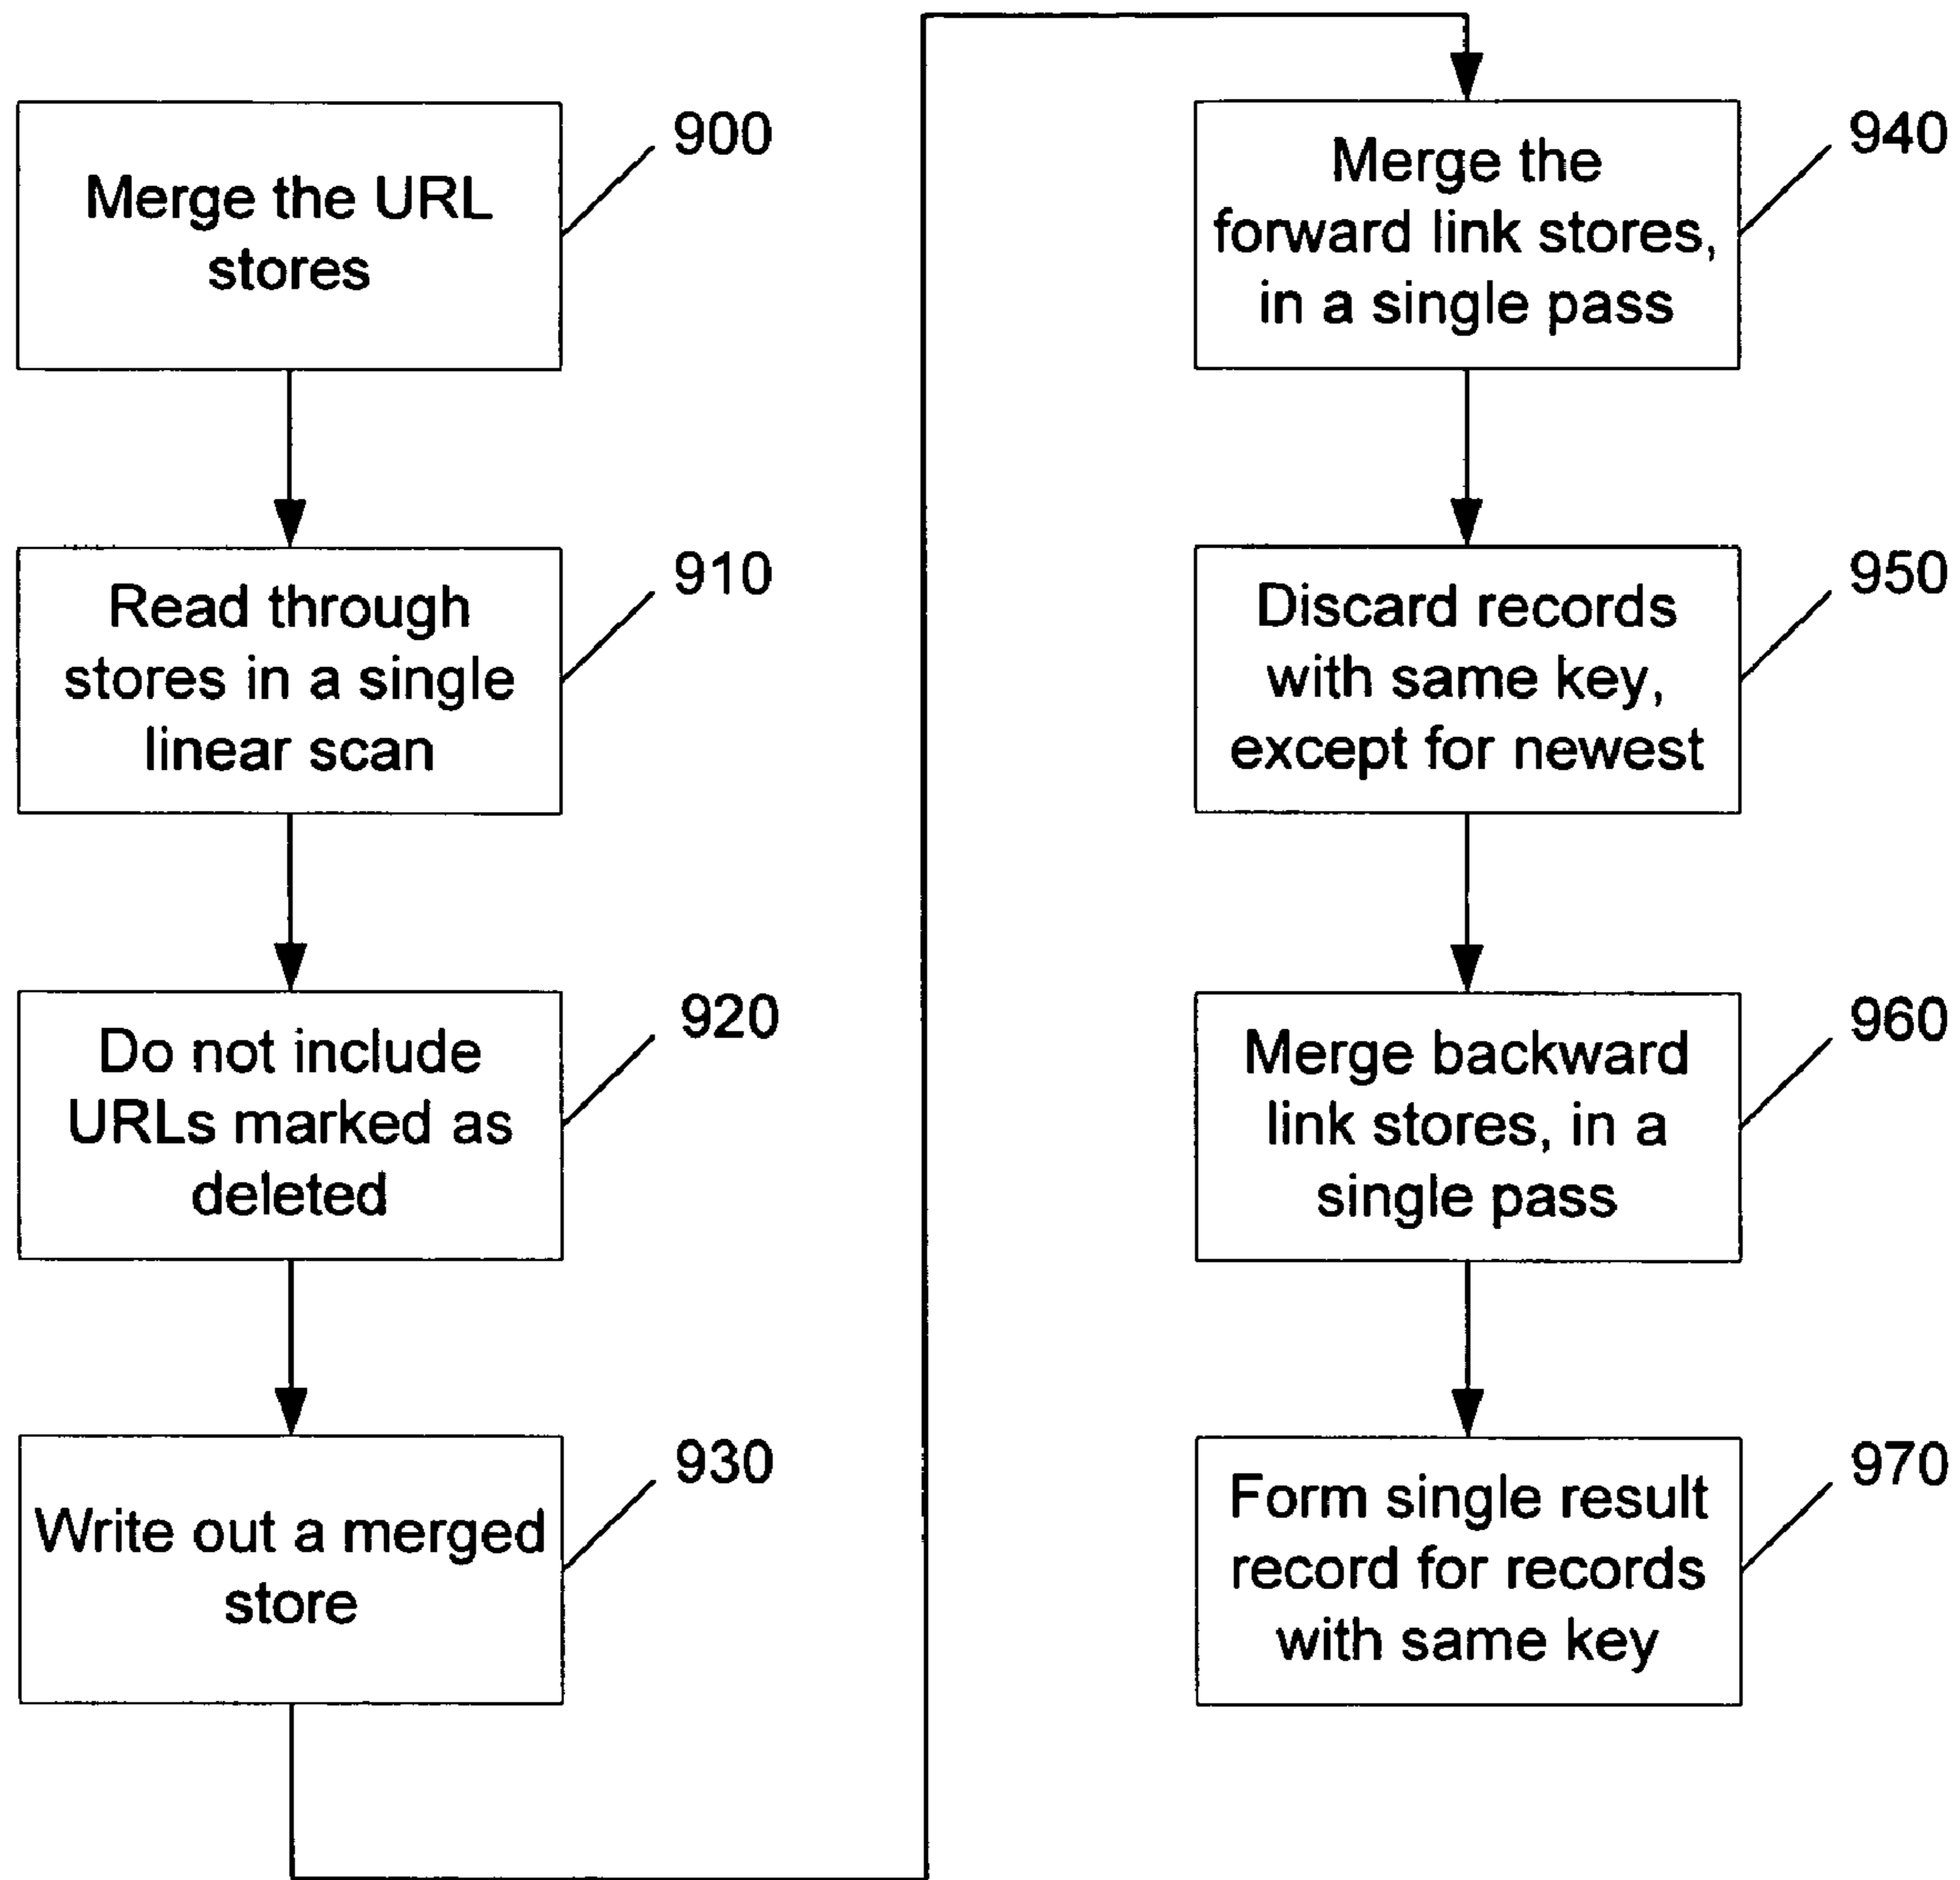 Merge the URL
stores
900
Read through
stores in a single
linear scan
910
Do not include
URLs marked as
deleted
920
Write out a merged
store
930
Merge the
forward link stores,
in a single pass
940
Discard records
with same key,
except for newest
950
Merge backward
link stores, in a
single pass
960
Form single result
record for records
with same key
970